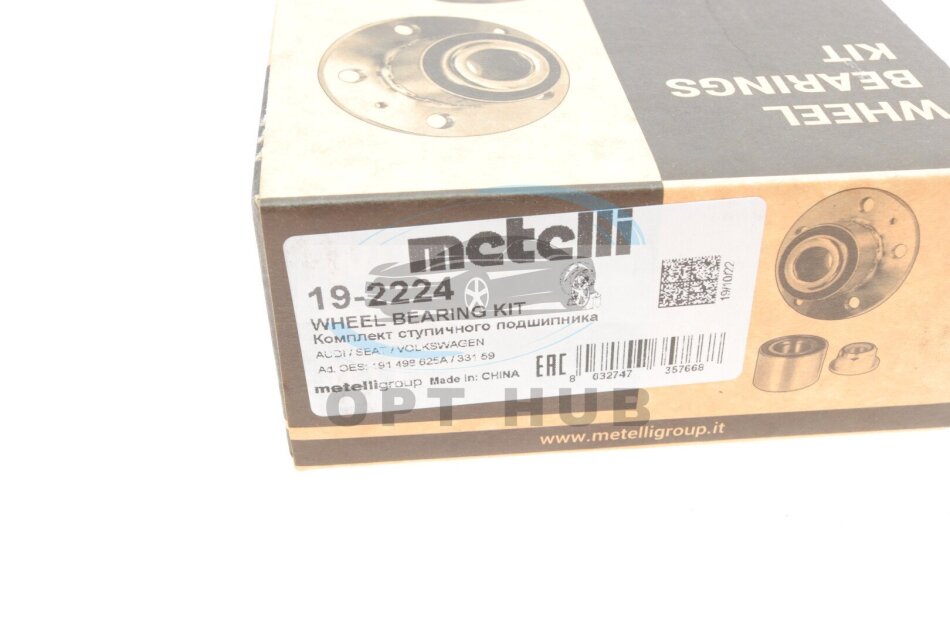 WHEEL
BEARINGS
KIT
metelli
19-2224
WHEEL BEARING KIT
Комплект ступичного подшипника
AUDI / SEAT / VOLKSWAGEN
Ad. OES: 191 498 625A / 331 59
metelligroup Made in: CHINA
EAC
8 032747 357668
19/10/22
www.metelligroup.it
OPT HUB